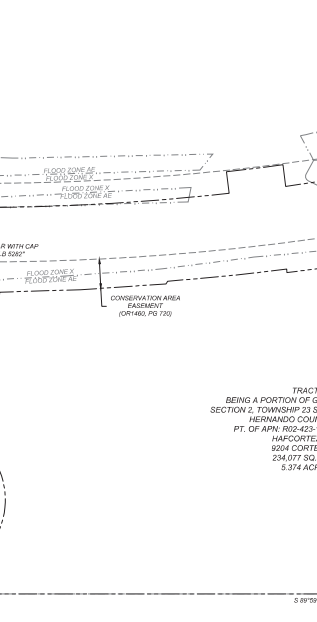 FLOOD ZONE AE
FLOOD ZONE X
FLOOD ZONE X
FLOOD ZONE AE
R WITH CAP
B 5282"
FLOOD ZONE X
FLOOD ZONE AE
CONSERVATION AREA
EASEMENT
(OR1460, PG 720)
TRACT
BEING A PORTION OF G
SECTION 2, TOWNSHIP 23 S
HERNANDO COU
PT. OF APN: R02-423-
HAFCORTE
9204 CORTE
234,077 SQ.
5.374 ACR
S 89°59